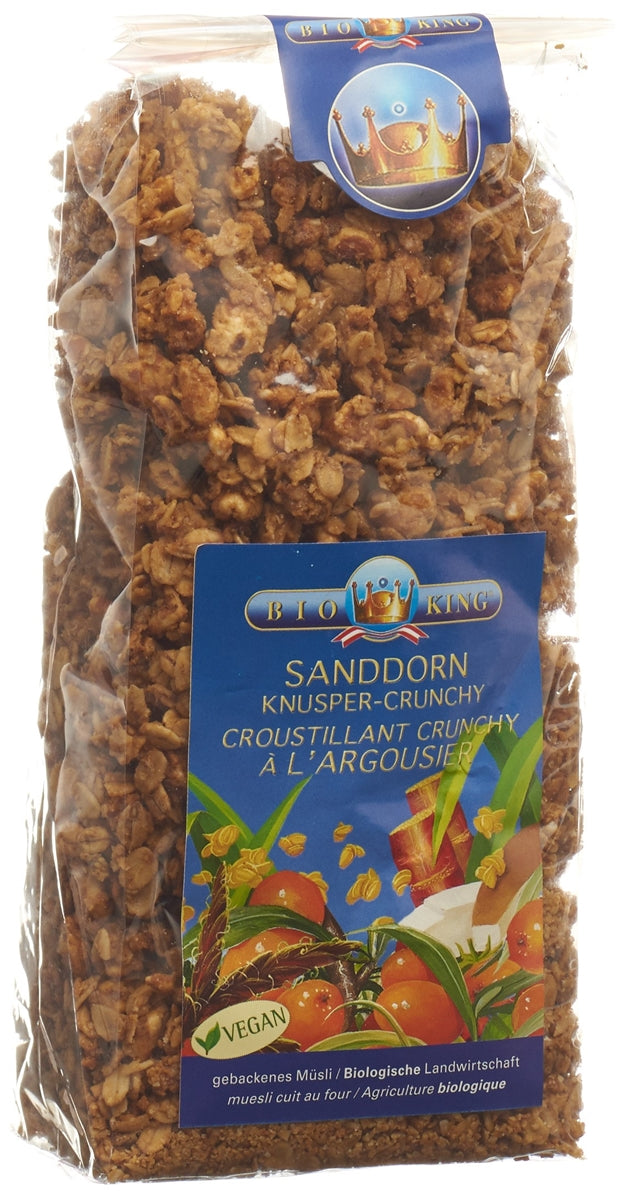 BIO KING
BIO KING
SANDDORN
KNUSPER-CRUNCHY
CROUSTILLANT CRUNCHY
À L'ARGOUSIER
VEGAN
gebackenes Müsli / Biologische Landwirtschaft
muesli cuit au four / Agriculture biologique